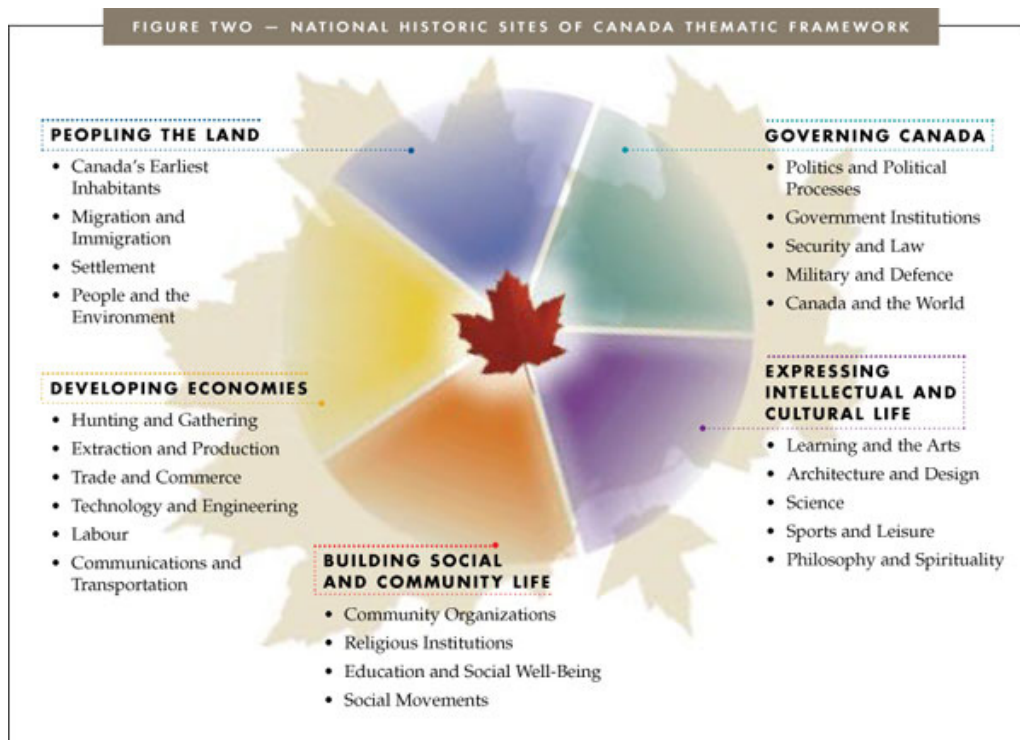 FIGURE TWO — NATIONAL HISTORIC SITES OF CANADA THEMATIC FRAMEWORK
PEOPLING THE LAND
• Canada's Earliest
Inhabitants
• Migration and
Immigration
• Settlement
• People and the
Environment
GOVERNING CANADA
• Politics and Political
Processes
• Government Institutions
• Security and Law
• Military and Defence
• Canada and the World
DEVELOPING ECONOMIES
• Hunting and Gathering
• Extraction and Production
• Trade and Commerce
• Technology and Engineering
• Labour
• Communications and
Transportation
EXPRESSING
INTELLECTUAL AND
CULTURAL LIFE
• Learning and the Arts
• Architecture and Design
• Science
• Sports and Leisure
• Philosophy and Spirituality
BUILDING SOCIAL
AND COMMUNITY LIFE
• Community Organizations
• Religious Institutions
• Education and Social Well-Being
• Social Movements